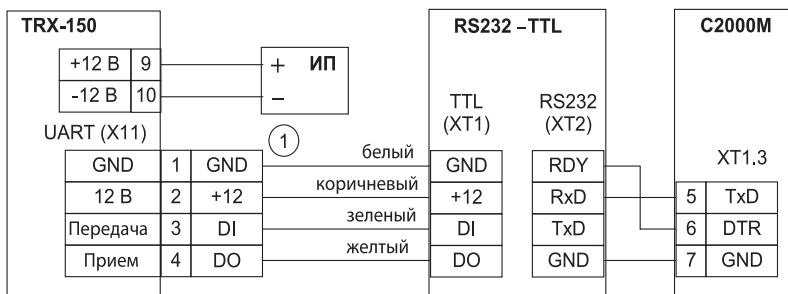 TRX-150
RS232 –TTL
C2000M
+12 В 9
+ ИП
-12 В 10
–
TTL
(XT1)
RS232
(XT2)
UART (X11)
1
XT1.3
GND 1 GND
белый
GND
RDY
12 В 2 +12
коричневый
+12
RxD
5 TxD
Передача 3 DI
зеленый
DI
TxD
6 DTR
Прием 4 DO
желтый
DO
GND
7 GND